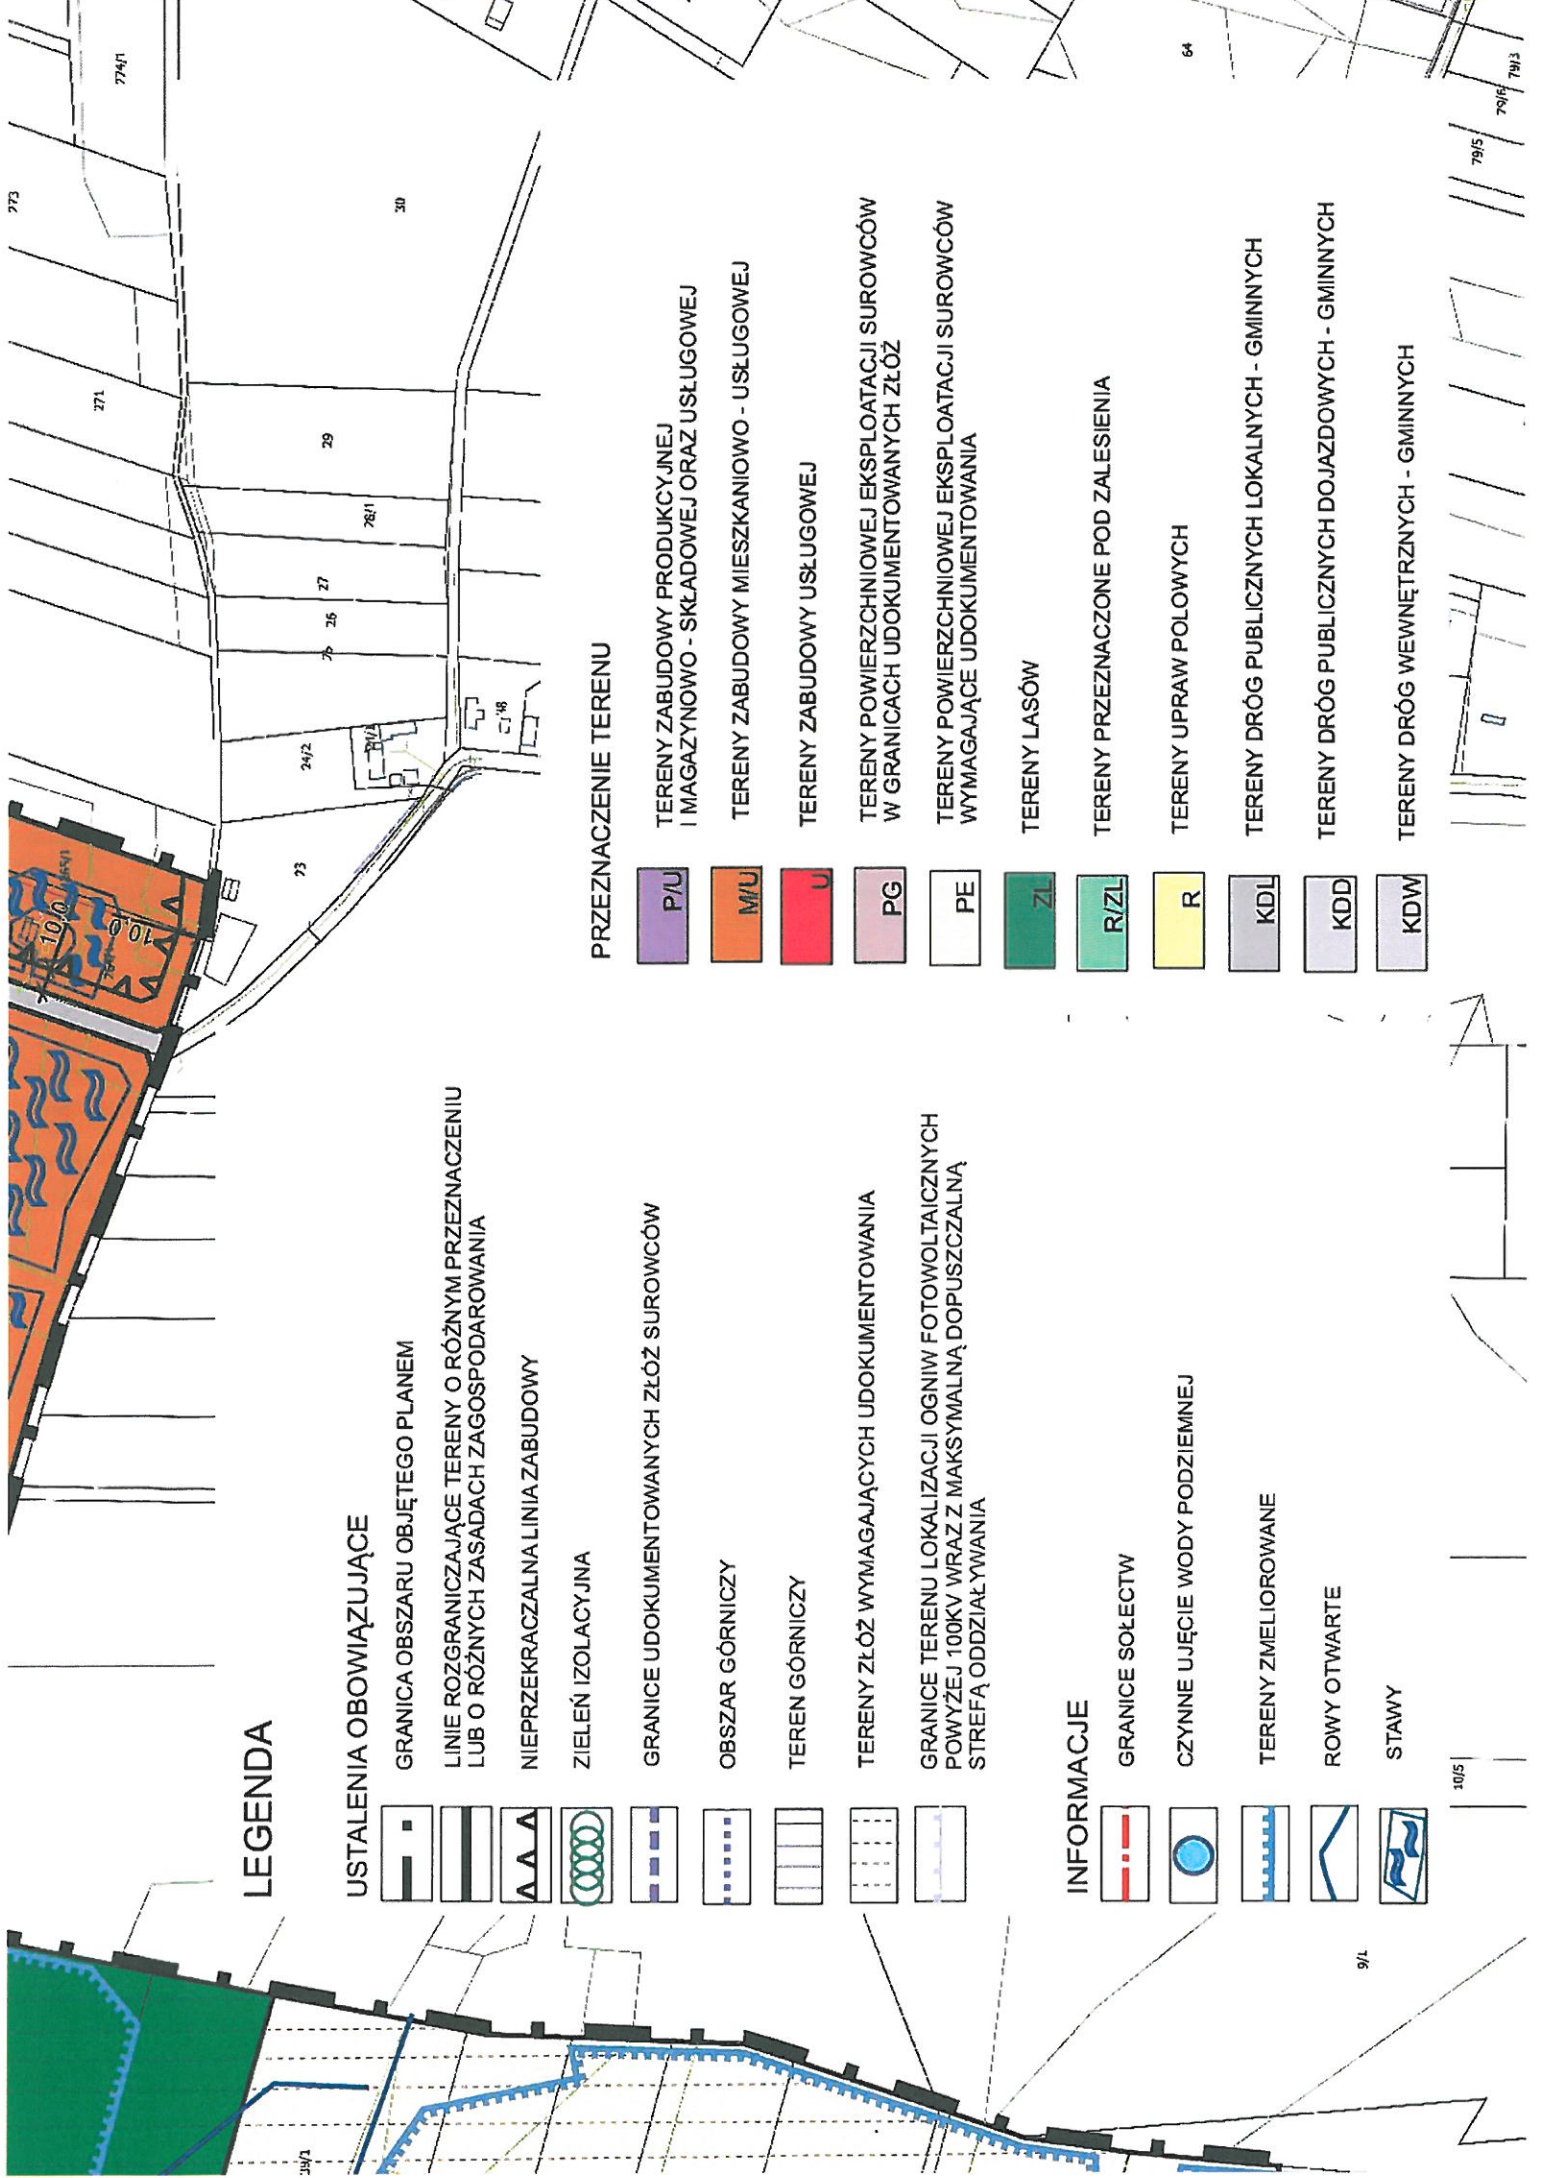 LEGENDA
USTALENIA OBOWIĄZUJĄCE
GRANICA OBSZARU OBJĘTEGO PLANEM
LINIE ROZGRANICZAJĄCE TERENY O RÓŻNYM PRZEZNACZENIU
LUB O RÓŻNYCH ZASADACH ZAGOSPODAROWANIA
NIEPRZEKRACZALNA LINIA ZABUDOWY
ZIELEŃ IZOLACYJNA
GRANICE UDOKUMENTOWANYCH ZŁÓŻ SUROWCÓW
OBSZAR GÓRNICZY
TEREN GÓRNICZY
TERENY ZŁÓŻ WYMAGAJĄCYCH UDOKUMENTOWANIA
GRANICE TERENU LOKALIZACJI OGNIW FOTOWOLTAICZNYCH
POWYŻEJ 100KV WRAZ Z MAKSYMALNĄ DOPUSZCZALNĄ
STREFĄ ODDZIAŁYWANIA
INFORMACJE
GRANICE SOŁECTW
CZYNNE UJĘCIE WODY PODZIEMNEJ
TERENY ZMELIOROWANE
ROWY OTWARTE
STAWY
PRZEZNACZENIE TERENU
P/U
TERENY ZABUDOWY PRODUKCYJNEJ
I MAGAZYNOWO - SKŁADOWEJ ORAZ USŁUGOWEJ
M/U
TERENY ZABUDOWY MIESZKANIOWO - USŁUGOWEJ
U
TERENY ZABUDOWY USŁUGOWEJ
PG
TERENY POWIERZCHNIOWEJ EKSPLOATACJI SUROWCÓW
W GRANICACH UDOKUMENTOWANYCH ZŁÓŻ
PE
TERENY POWIERZCHNIOWEJ EKSPLOATACJI SUROWCÓW
WYMAGAJĄCE UDOKUMENTOWANIA
ZL
TERENY LASÓW
R/ZL
TERENY PRZEZNACZONE POD ZALESIENIA
R
TERENY UPRAW POLOWYCH
KDL
TERENY DRÓG PUBLICZNYCH LOKALNYCH - GMINNYCH
KDD
TERENY DRÓG PUBLICZNYCH DOJAZDOWYCH - GMINNYCH
KDW
TERENY DRÓG WEWNĘTRZNYCH - GMINNYCH
10,0
10,0
23
24/2
26
27
28/1
29
30
271
273
274/1
64
79/5
79/6
79/3
10/5
9/1